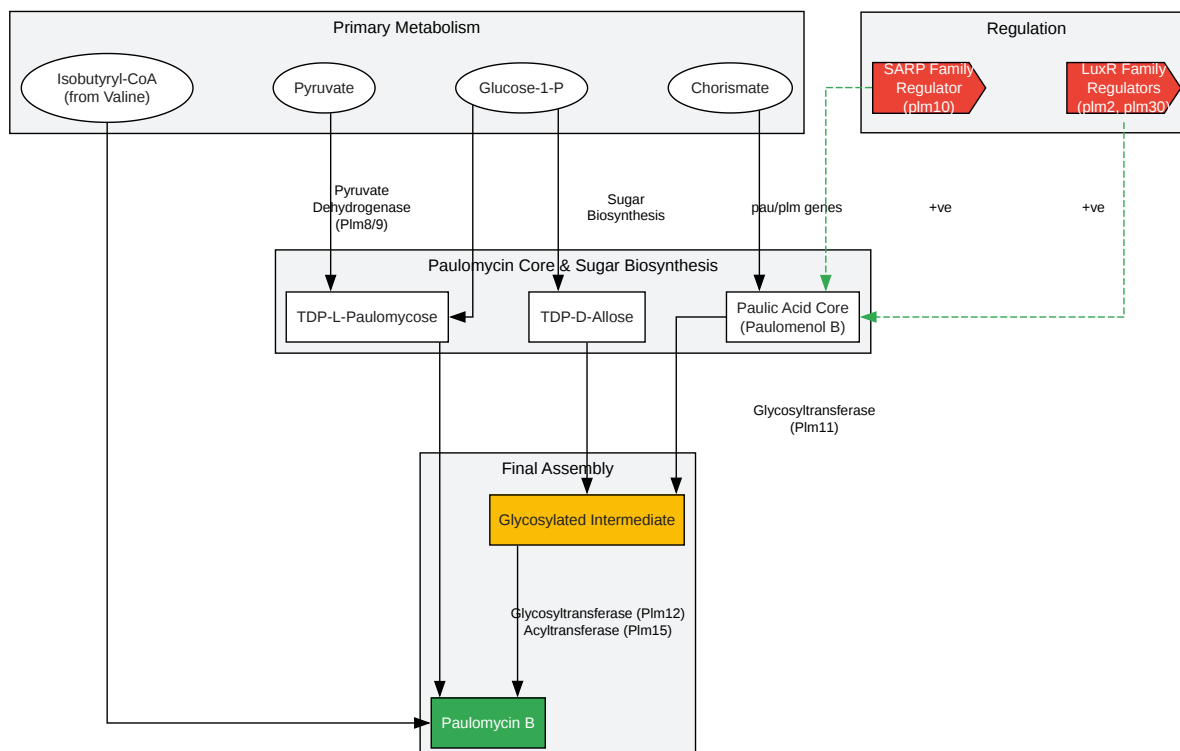 Primary Metabolism
Regulation
Isobutyryl-CoA
(from Valine)
Pyruvate
Glucose-1-P
Chorismate
SARP Family
Regulator
(plm10)
LuxR Family
Regulators
(plm2, plm30)
Pyruvate
Dehydrogenase
(Plm8/9)
Sugar
Biosynthesis
pau/plm genes
+ve
+ve
Paulomycin Core & Sugar Biosynthesis
TDP-L-Paulomycose
TDP-D-Allose
Paulic Acid Core
(Paulomenol B)
Glycosyltransferase
(Plm11)
Final Assembly
Glycosylated Intermediate
Glycosyltransferase (Plm12)
Acyltransferase (Plm15)
Paulomycin B